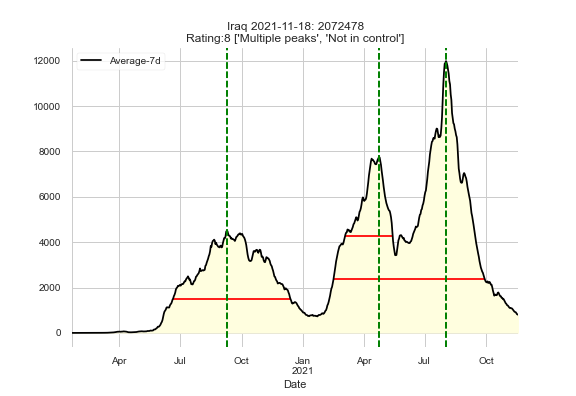 Iraq 2021-11-18: 2072478
Rating:8 ['Multiple peaks', 'Not in control']
Average-7d
12000
10000
8000
6000
4000
2000
0
Apr Jul Oct Jan Apr Jul Oct
2021
Date